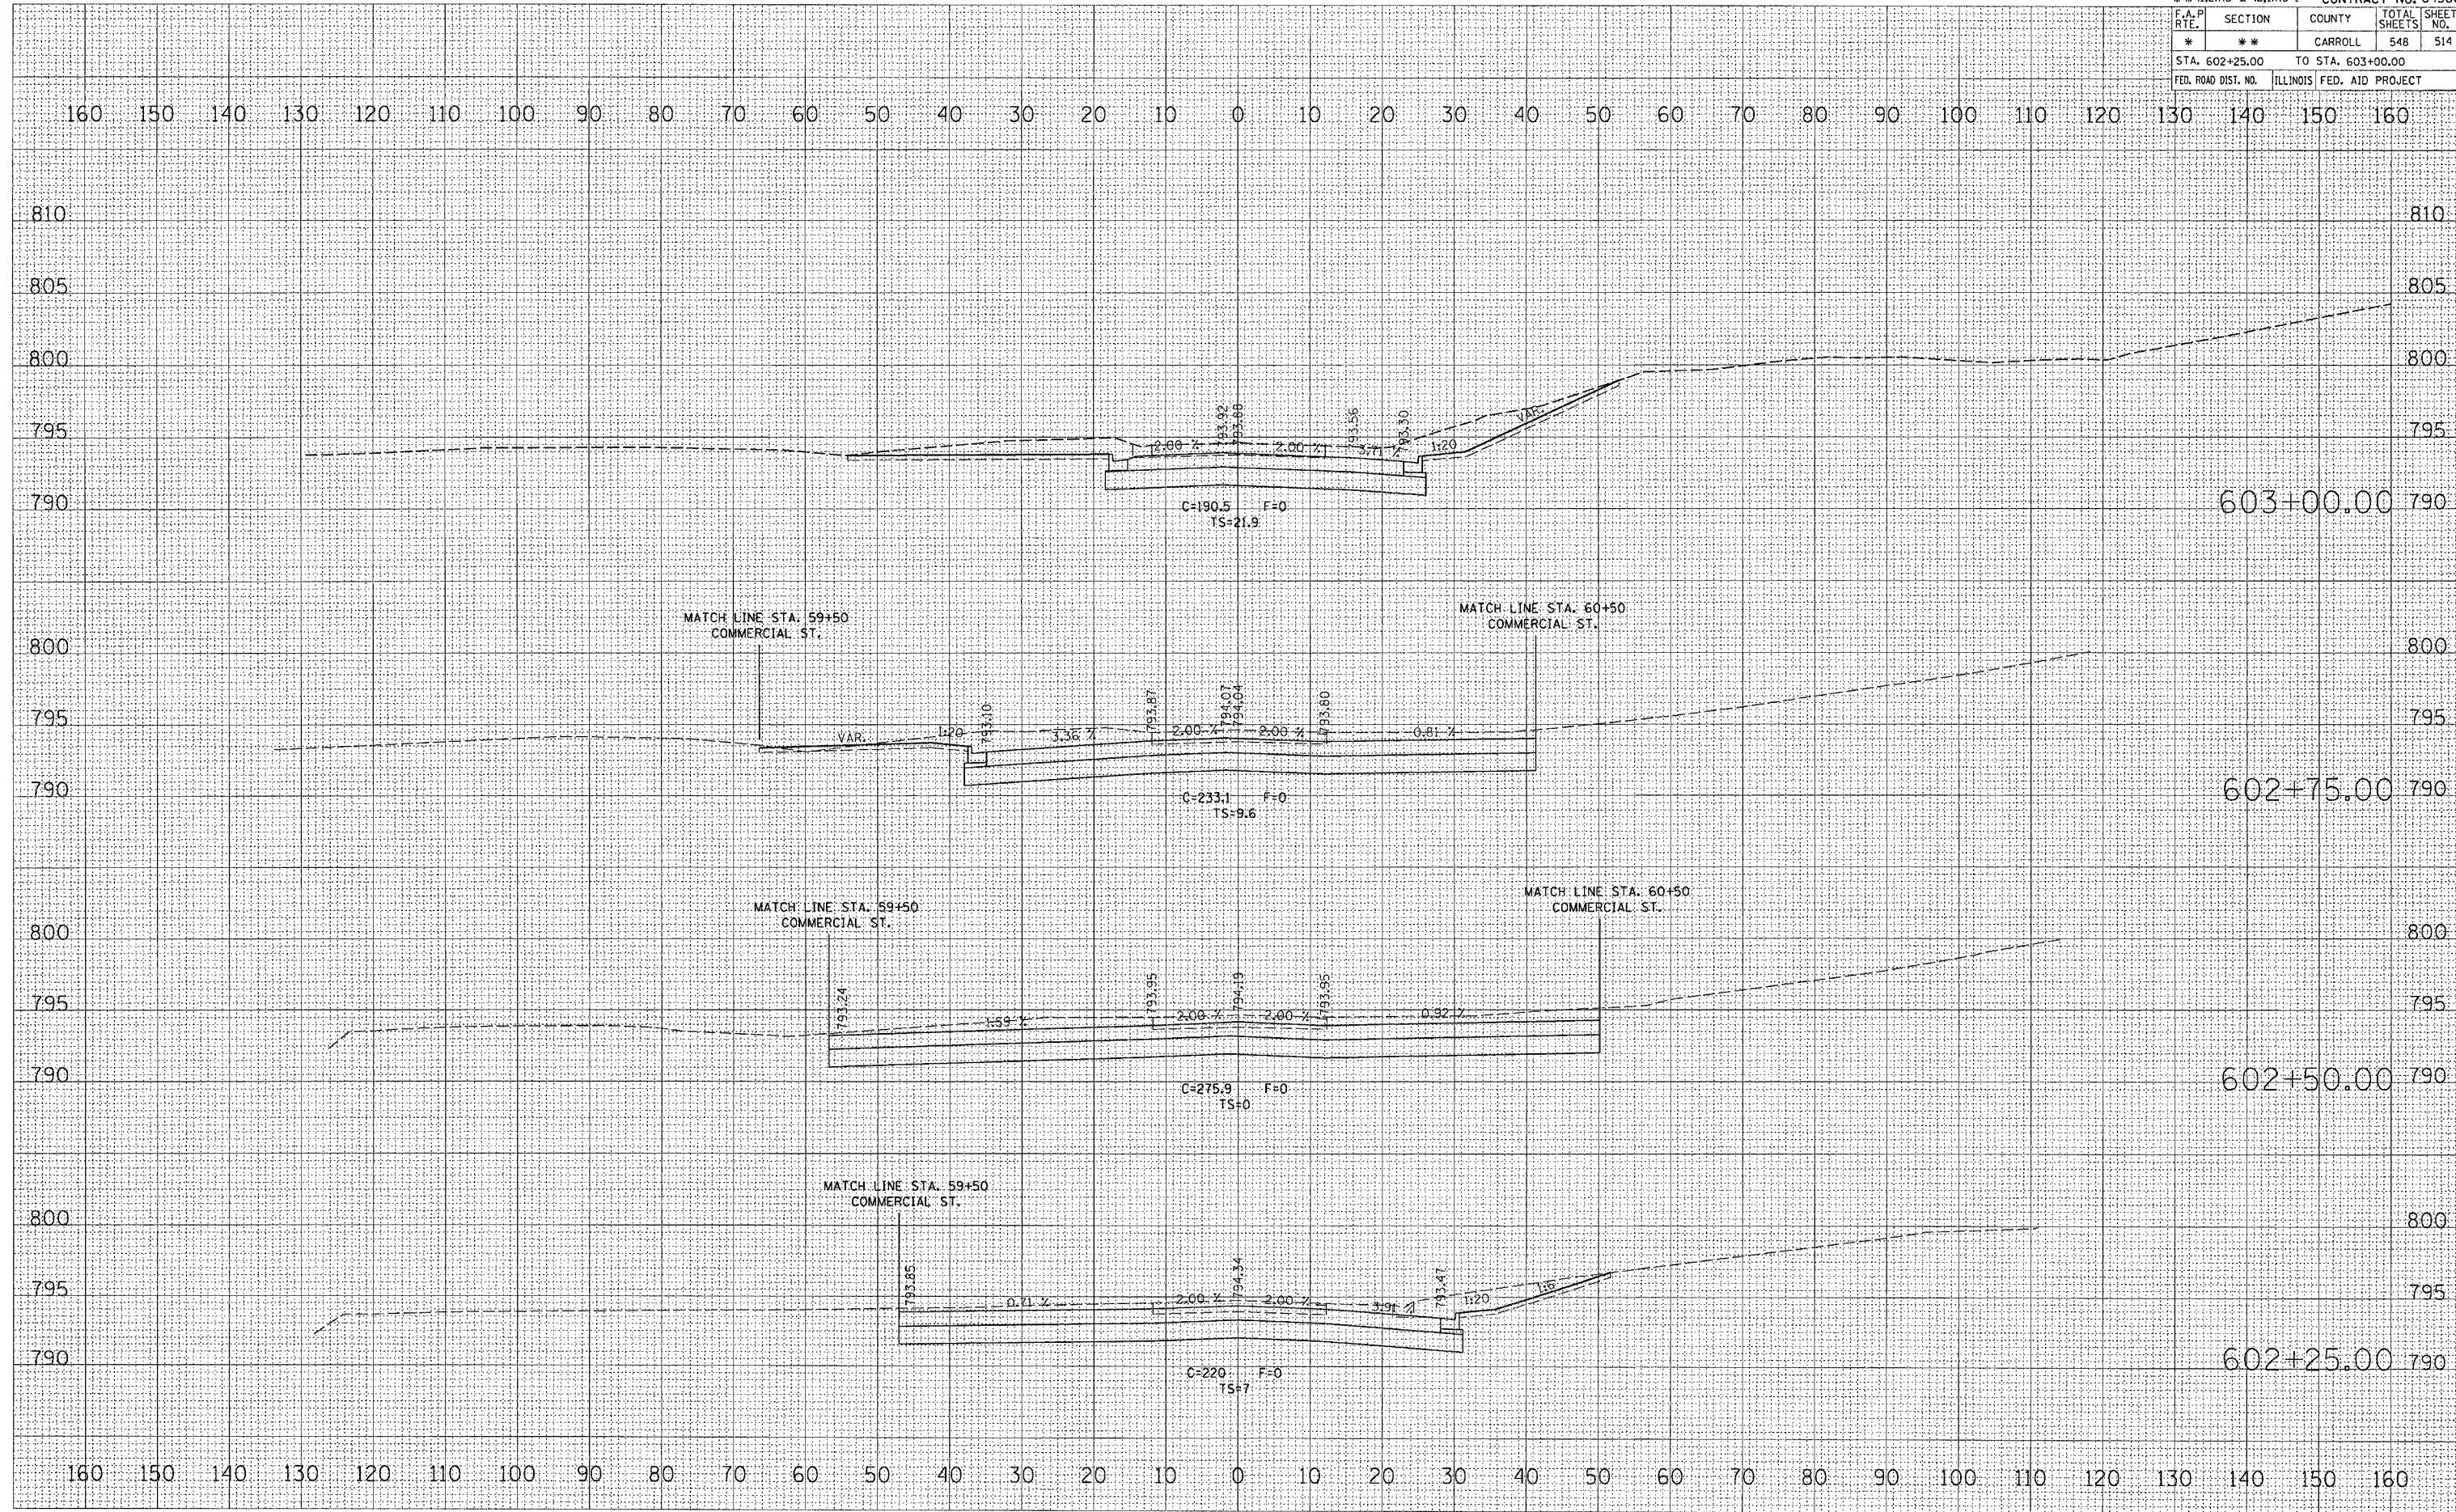 F.A.P RTE. SECTION COUNTY TOTAL SHEETS SHEET NO.
* ** CARROLL 548 514
STA. 602+25.00 TO STA. 603+00.00
FED. ROAD DIST. NO. ILLINOIS FED. AID PROJECT
160 150 140 130 120 110 100 90 80 70 60 50 40 30 20 10 0 10 20 30 40 50 60 70 80 90 100 110 120 130 140 150 160
810 810
805 805
800 800
793.92 793.88 793.56 793.30
VAR.
795 2.00 % 2.00 % 3.71 % 1:20 795
790 603+00.00 790
C=190.5 F=0
TS=21.9
MATCH LINE STA. 59+50
COMMERCIAL ST.
MATCH LINE STA. 60+50
COMMERCIAL ST.
800 800
793.10 793.87 794.07 794.04 793.80
795 795
VAR. 1:20 3.36 % 2.00 % 2.00 % 0.81 %
790 602+75.00 790
C=233.1 F=0
TS=9.6
MATCH LINE STA. 59+50
COMMERCIAL ST.
MATCH LINE STA. 60+50
COMMERCIAL ST.
800 800
793.24 793.95 794.19 793.95
795 795
1.59 % 2.00 % 2.00 % 0.92 %
790 602+50.00 790
C=275.9 F=0
TS=0
MATCH LINE STA. 59+50
COMMERCIAL ST.
800 800
793.85 794.34 793.47
795 795
0.71 % 2.00 % 2.00 % 3.91 % 1:20 1:6
790 602+25.00 790
C=220 F=0
TS=7
160 150 140 130 120 110 100 90 80 70 60 50 40 30 20 10 0 10 20 30 40 50 60 70 80 90 100 110 120 130 140 150 160